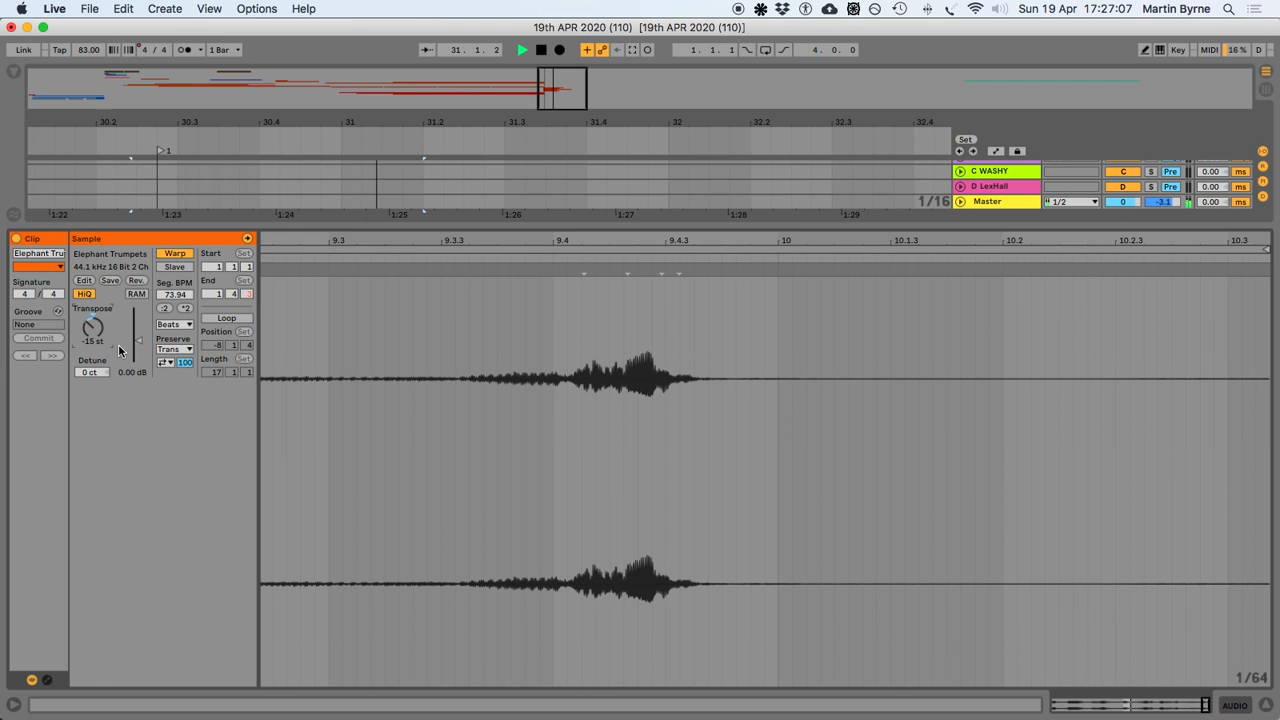 Live File Edit Create View Options Help Sun 19 Apr 17:27:07 Martin Byrne
19th APR 2020 (110) [19th APR 2020 (110)]
Link Tap 83.00 4 / 4 1 Bar 31. 1. 2 1. 1. 1 4. 0. 0 Key MIDI 16 % D
30.2 30.3 30.4 31 31.2 31.3 31.4 32 32.2 32.3 32.4
Set
1
C WASHY C S Pre 0.00 ms
D LexHall D S Pre 0.00 ms
1/16 Master 1/2 0 -3.1 0.00 ms
1:22 1:23 1:24 1:25 1:26 1:27 1:28 1:29
Clip Sample 9.3 9.3.3 9.4 9.4.3 10 10.1.3 10.2 10.2.3 10.3
Elephant Tru Elephant Trumpets Warp Start Set
44.1 kHz 16 Bit 2 Ch Slave 1 1 1
Signature Edit Save Rev. Seg. BPM End Set
4 / 4 HiQ RAM 73.94 1 4 3
Groove Transpose :2 *2 Loop
None Beats Position Set
Commit -15 st Preserve -8 1 4
<< >> Detune Trans Length Set
0 ct 0.00 dB 100 17 1 1
1/64
AUDIO